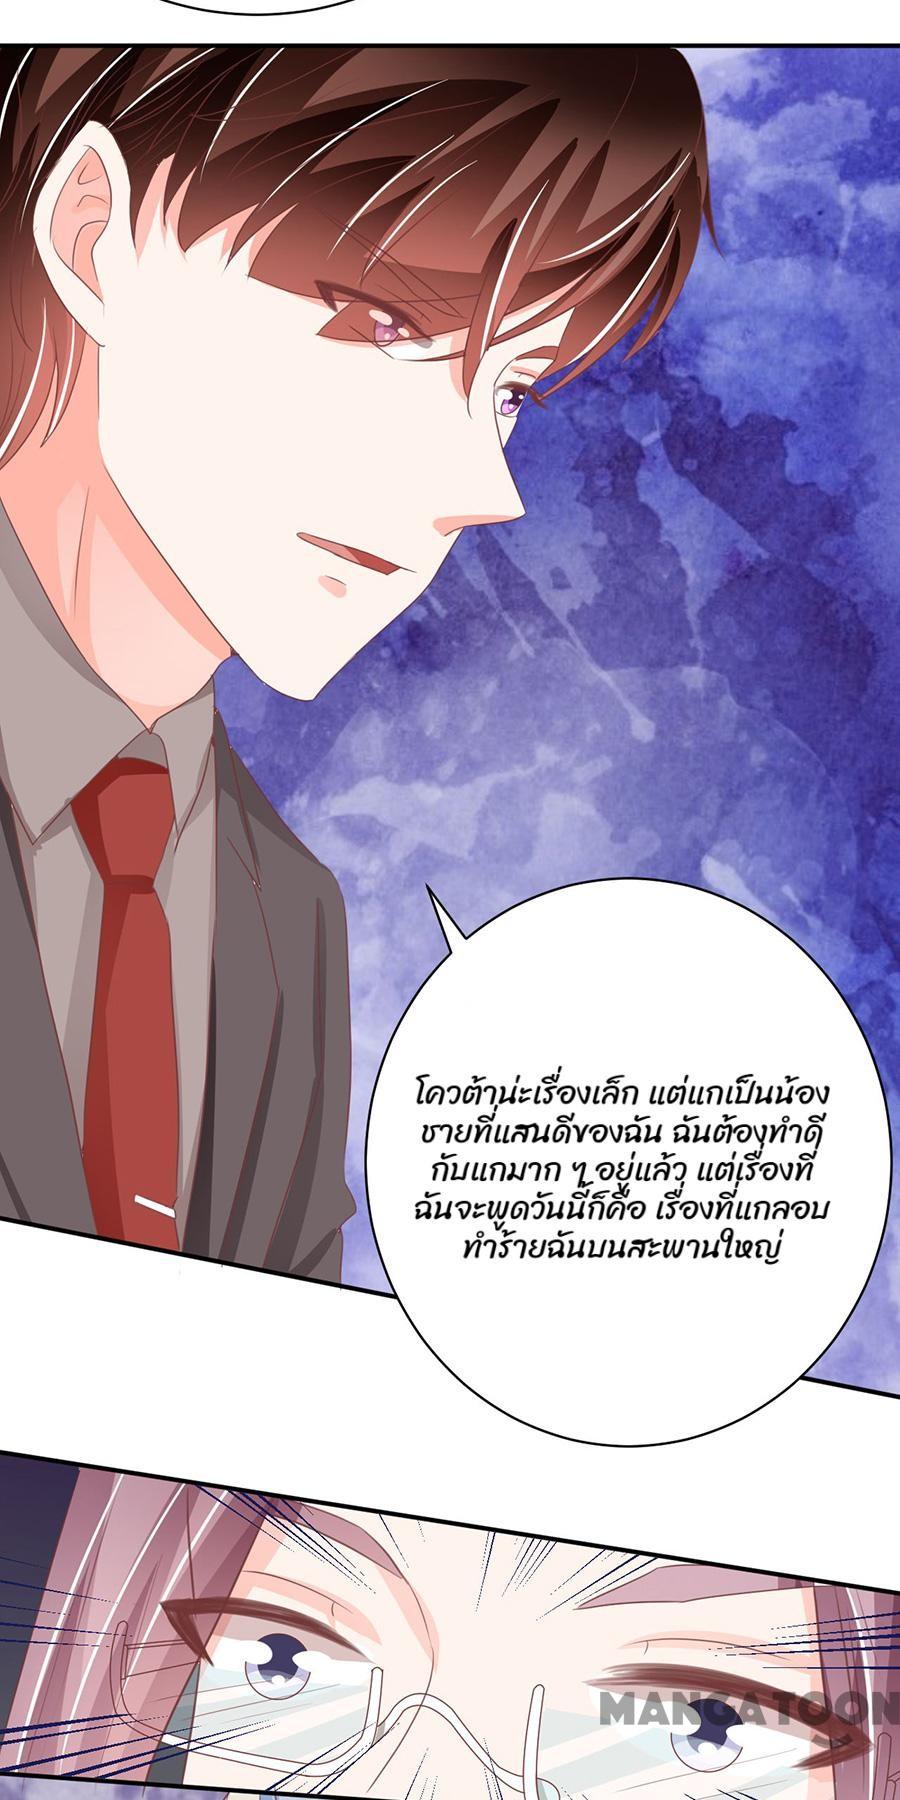 โควต้าน่ะเรื่องเล็ก แต่แกเป็นน้อง
ชายที่แสนดีของฉัน ฉันต้องทำดี
กับแกมาก ๆ อยู่แล้ว แต่เรื่องที่
ฉันจะพูดวันนี้ก็คือ เรื่องที่แกลอบ
ทำร้ายฉันบนสะพานใหญ่
MANGATOON